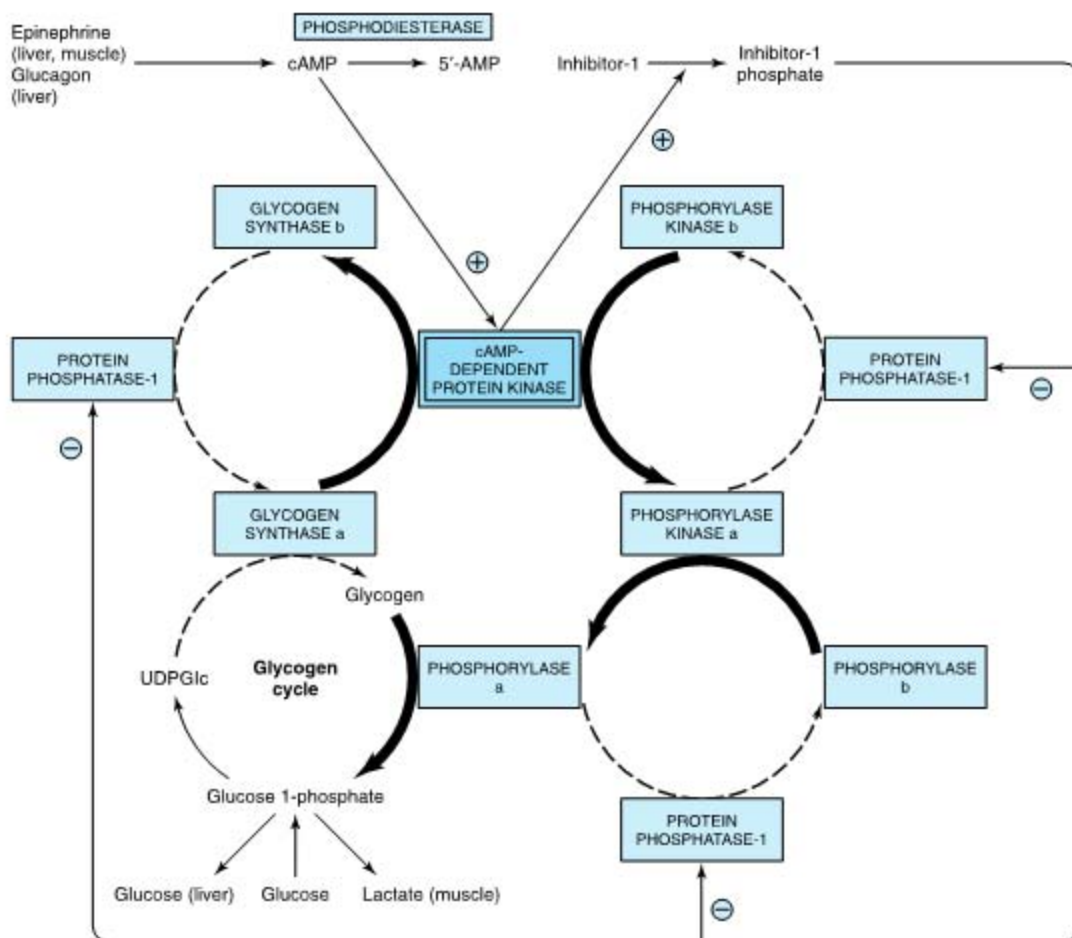 PHOSPHODIESTERASE
Epinephrine
(liver, muscle)
Glucagon
(liver)
cAMP
5′-AMP
Inhibitor-1
Inhibitor-1
phosphate
+
+
GLYCOGEN
SYNTHASE b
PHOSPHORYLASE
KINASE b
PROTEIN
PHOSPHATASE-1
cAMP-
DEPENDENT
PROTEIN KINASE
PROTEIN
PHOSPHATASE-1
−
−
GLYCOGEN
SYNTHASE a
PHOSPHORYLASE
KINASE a
Glycogen
UDPGlc
Glycogen
cycle
PHOSPHORYLASE
a
PHOSPHORYLASE
b
Glucose 1-phosphate
PROTEIN
PHOSPHATASE-1
Glucose (liver)
Glucose
Lactate (muscle)
−